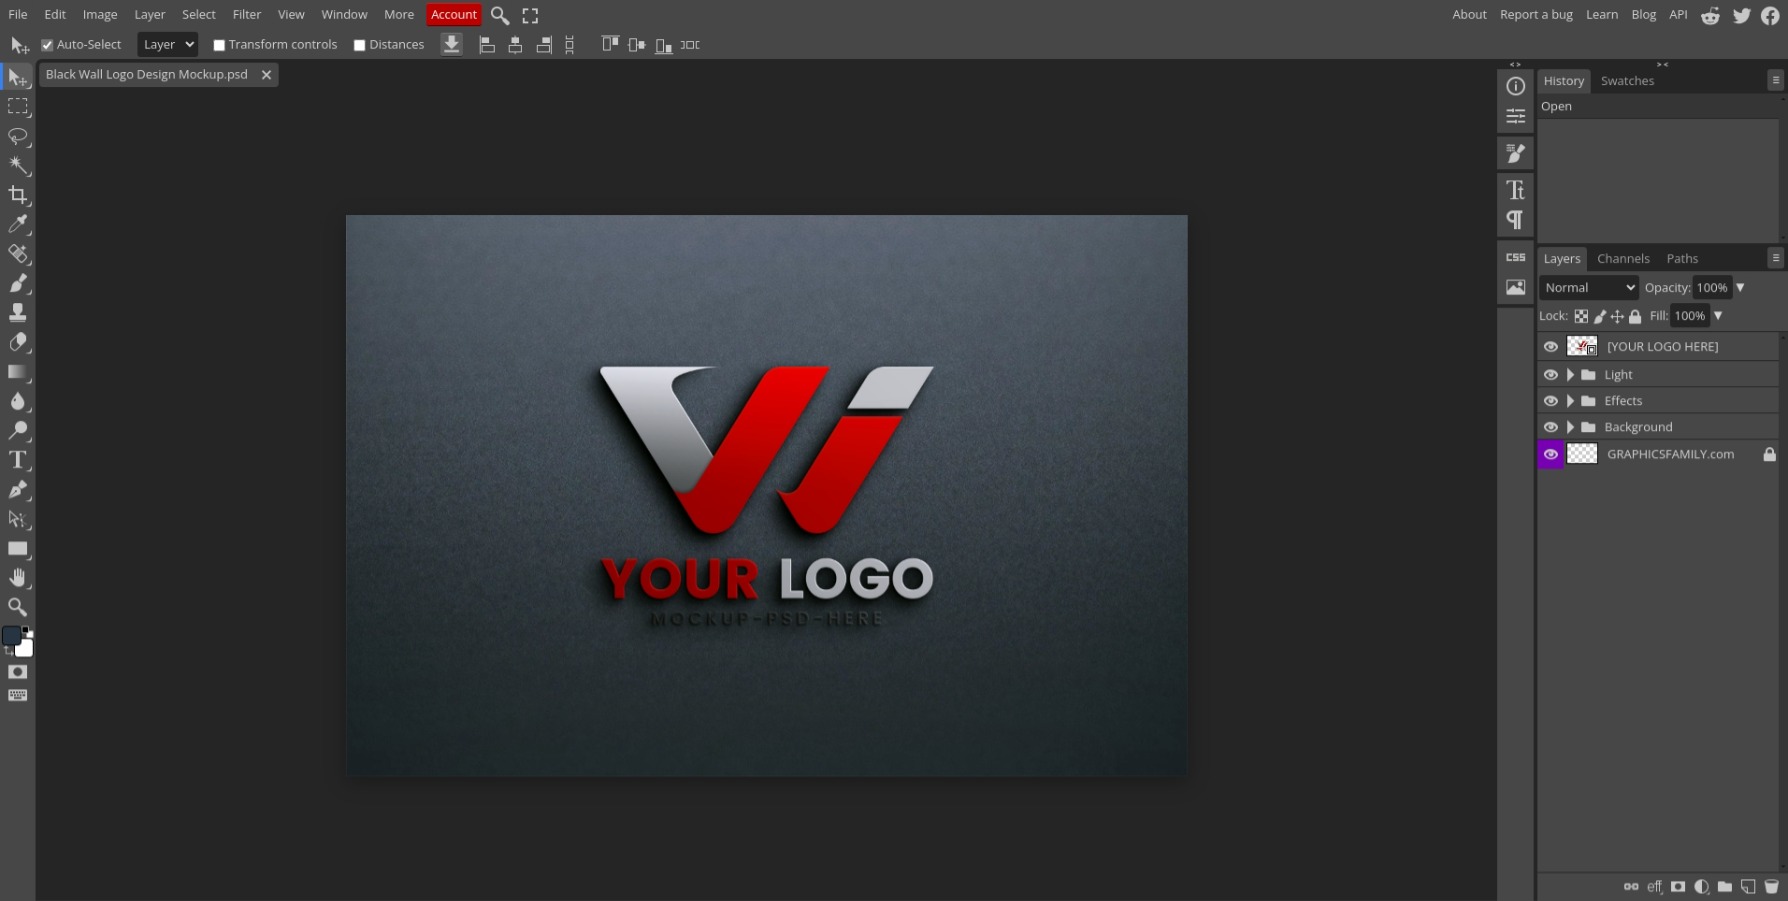 File Edit Image Layer Select Filter View Window More Account About Report a bug Learn Blog API
Auto-Select Layer Transform controls Distances
Black Wall Logo Design Mockup.psd
History Swatches
Open
Tt
CSS
Layers Channels Paths
Normal Opacity: 100%
Lock: Fill: 100%
[YOUR LOGO HERE]
Light
Effects
Background
GRAPHICSFAMILY.com
YOUR LOGO
MOCKUP-PSD-HERE
T
eff